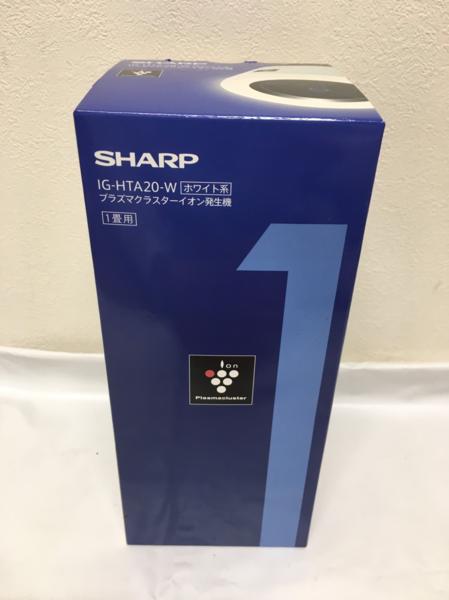 SHARP
SHARP
IG-HTA20-W ホワイト系
プラズマクラスターイオン発生機
1畳用
1
Ion
Plasmacluster